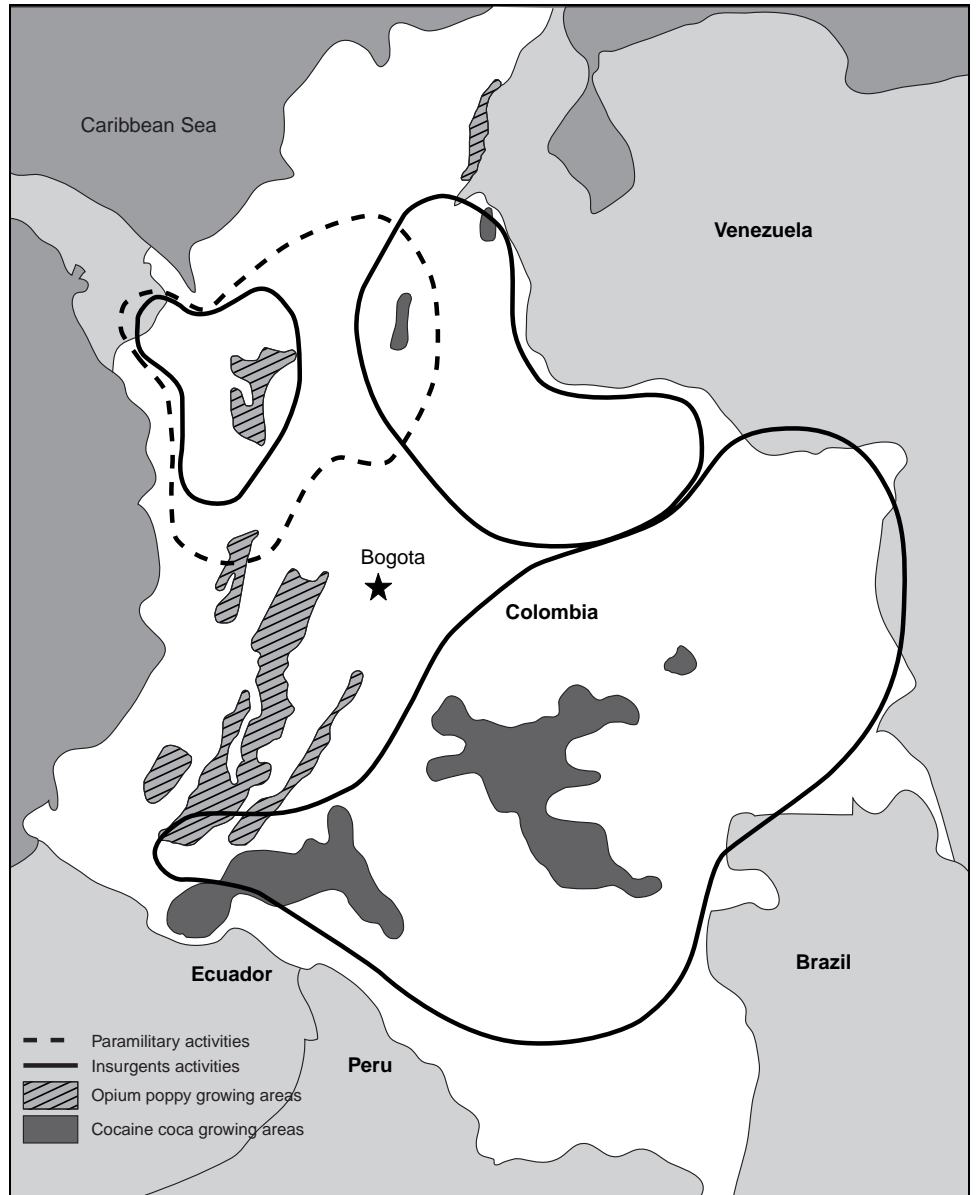 Caribbean Sea
Venezuela
Bogota
Colombia
Brazil
Ecuador
Peru
Paramilitary activities
Insurgents activities
Opium poppy growing areas
Cocaine coca growing areas